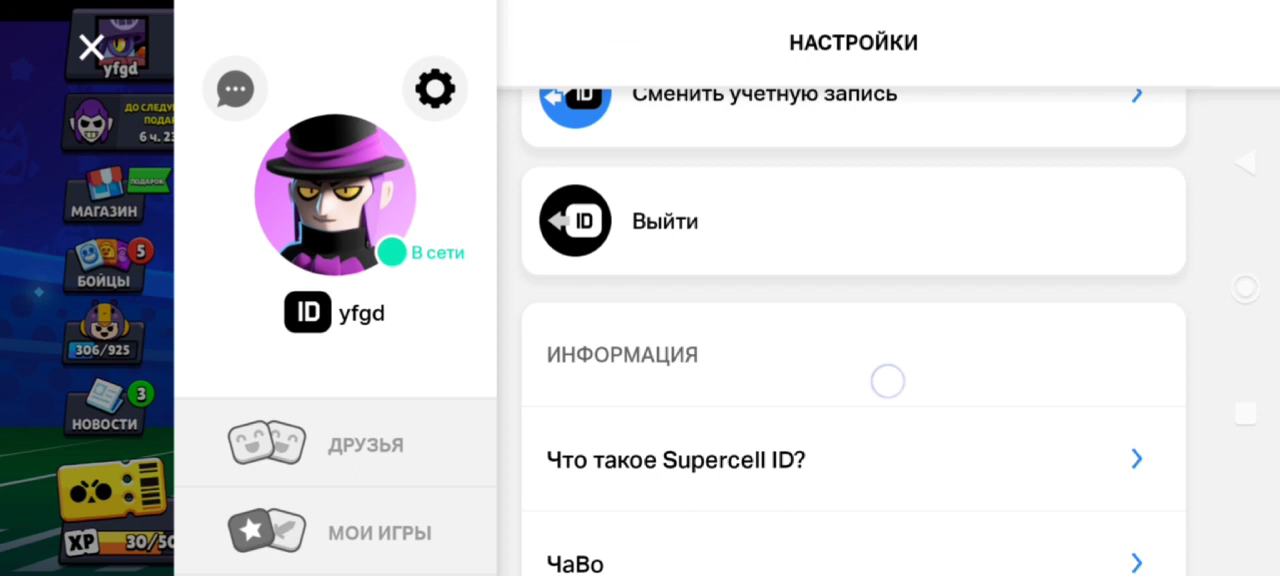 yfgd
ДО СЛЕДУ
ПОДА
6 ч. 23
ПОДАРОК
МАГАЗИН
5
БОЙЦЫ
306/925
3
НОВОСТИ
XP 30/50
В сети
ID yfgd
ДРУЗЬЯ
МОИ ИГРЫ
НАСТРОЙКИ
ID Сменить учетную запись
ID Выйти
ИНФОРМАЦИЯ
Что такое Supercell ID?
ЧаВо